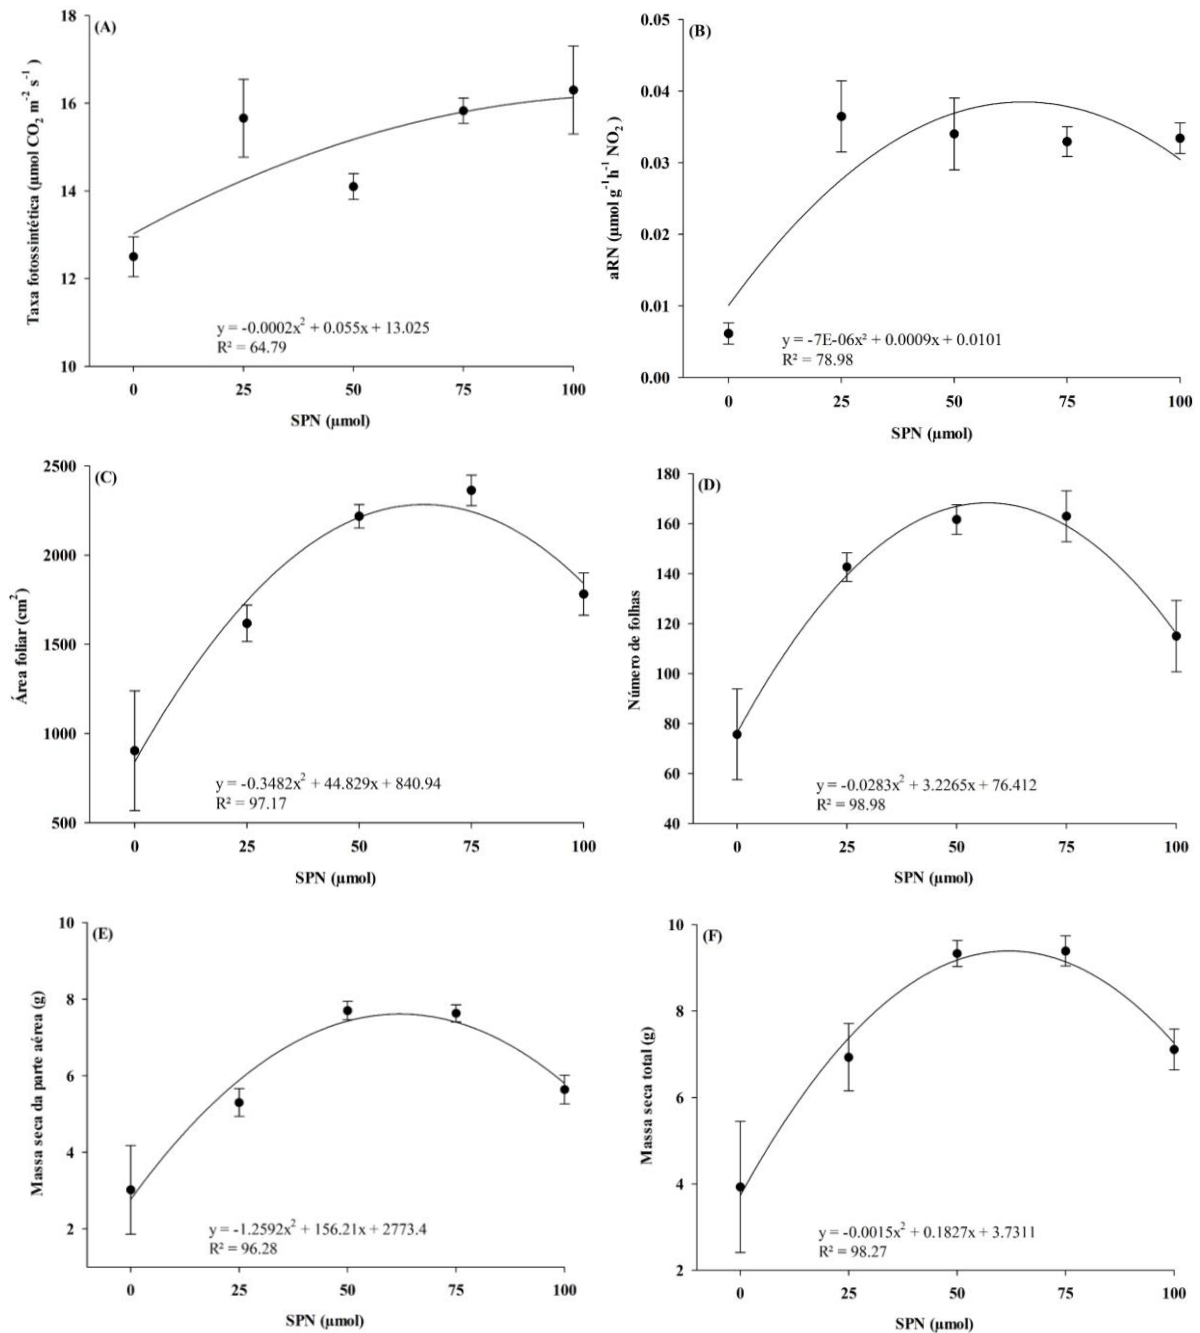 (A)
Taxa fotossintética (µmol CO₂ m⁻² s⁻¹)
18
16
14
12
10
y = -0.0002x² + 0.055x + 13.025
R² = 64.79
0 25 50 75 100
SPN (µmol)
(B)
aRN (µmol g⁻¹h⁻¹ NO₂)
0.05
0.04
0.03
0.02
0.01
0.00
y = -7E-06x² + 0.0009x + 0.0101
R² = 78.98
0 25 50 75 100
SPN (µmol)
(C)
Área foliar (cm²)
2500
2000
1500
1000
500
y = -0.3482x² + 44.829x + 840.94
R² = 97.17
0 25 50 75 100
SPN (µmol)
(D)
Número de folhas
180
160
140
120
100
80
60
40
y = -0.0283x² + 3.2265x + 76.412
R² = 98.98
0 25 50 75 100
SPN (µmol)
(E)
Massa seca da parte aérea (g)
10
8
6
4
2
y = -1.2592x² + 156.21x + 2773.4
R² = 96.28
0 25 50 75 100
SPN (µmol)
(F)
Massa seca total (g)
10
8
6
4
2
y = -0.0015x² + 0.1827x + 3.7311
R² = 98.27
0 25 50 75 100
SPN (µmol)